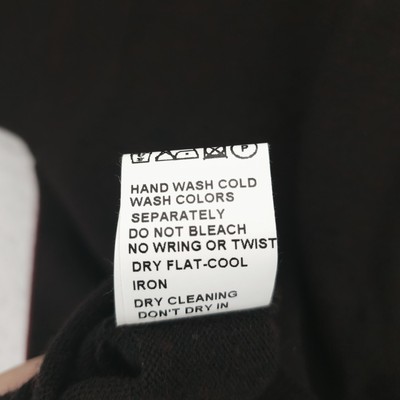 P
HAND WASH COLD
WASH COLORS
SEPARATELY
DO NOT BLEACH
NO WRING OR TWIST
DRY FLAT-COOL
IRON
DRY CLEANING
DON'T DRY IN